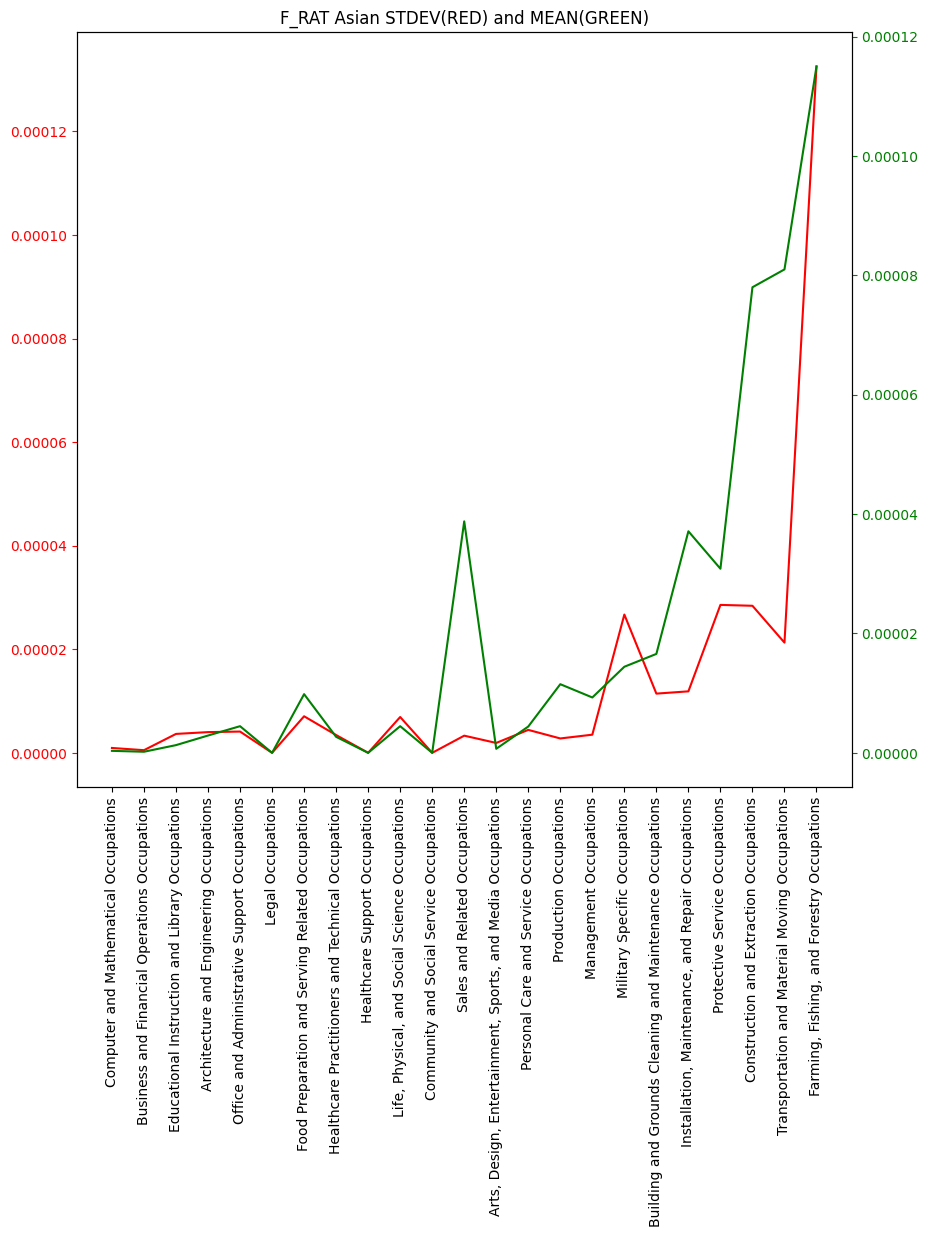 F_RAT Asian STDEV(RED) and MEAN(GREEN)
0.00012
0.00010
0.00008
0.00006
0.00004
0.00002
0.00000
0.00012
0.00010
0.00008
0.00006
0.00004
0.00002
0.00000
Computer and Mathematical Occupations
Business and Financial Operations Occupations
Educational Instruction and Library Occupations
Architecture and Engineering Occupations
Office and Administrative Support Occupations
Legal Occupations
Food Preparation and Serving Related Occupations
Healthcare Practitioners and Technical Occupations
Healthcare Support Occupations
Life, Physical, and Social Science Occupations
Community and Social Service Occupations
Sales and Related Occupations
Arts, Design, Entertainment, Sports, and Media Occupations
Personal Care and Service Occupations
Production Occupations
Management Occupations
Military Specific Occupations
Building and Grounds Cleaning and Maintenance Occupations
Installation, Maintenance, and Repair Occupations
Protective Service Occupations
Construction and Extraction Occupations
Transportation and Material Moving Occupations
Farming, Fishing, and Forestry Occupations